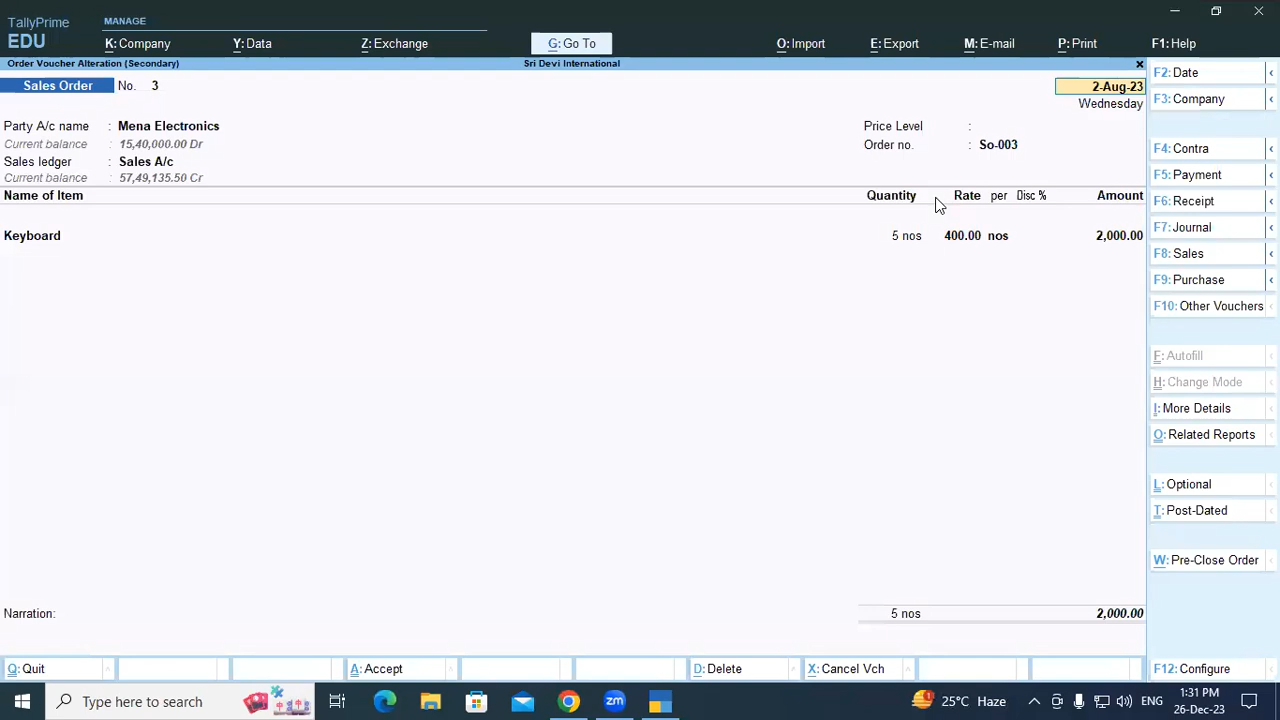 TallyPrime
EDU
MANAGE
K: Company
Y: Data
Z: Exchange
G: Go To
O: Import
E: Export
M: E-mail
P: Print
F1: Help
Order Voucher Alteration (Secondary)
Sri Devi International
Sales Order No. 3
2-Aug-23
Wednesday
Party A/c name : Mena Electronics
Price Level :
Current balance : 15,40,000.00 Dr
Order no. : So-003
Sales ledger : Sales A/c
Current balance : 57,49,135.50 Cr
Name of Item Quantity Rate per Disc % Amount
Keyboard 5 nos 400.00 nos 2,000.00
Narration: 5 nos 2,000.00
F2: Date
F3: Company
F4: Contra
F5: Payment
F6: Receipt
F7: Journal
F8: Sales
F9: Purchase
F10: Other Vouchers
F: Autofill
H: Change Mode
I: More Details
O: Related Reports
L: Optional
T: Post-Dated
W: Pre-Close Order
F12: Configure
Q: Quit
A: Accept
D: Delete
X: Cancel Vch
Type here to search
zm
25°C Haze
ENG
1:31 PM
26-Dec-23